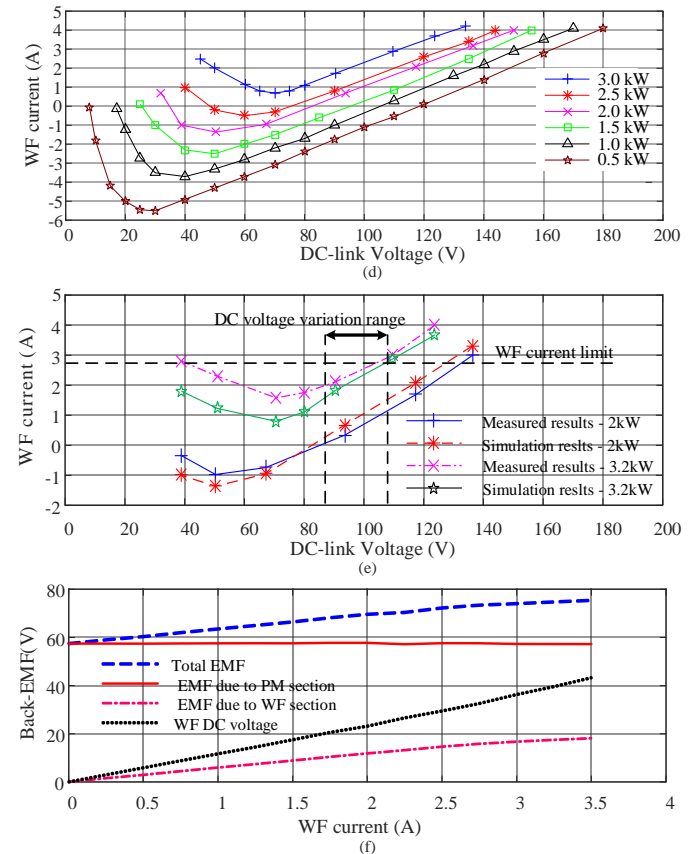 5
4
3
2
1
0
-1
-2
-3
-4
-5
-6
WF current (A)
3.0 kW
2.5 kW
2.0 kW
1.5 kW
1.0 kW
0.5 kW
0 20 40 60 80 100 120 140 160 180 200
DC-link Voltage (V)
(d)
5
4
3
2
1
0
-1
-2
WF current (A)
DC voltage variation range
WF current limit
Measured results - 2kW
Simulation reslts - 2kW
Measured results - 3.2kW
Simulation reslts - 3.2kW
0 20 40 60 80 100 120 140 160 180 200
DC-link Voltage (V)
(e)
80
60
40
20
0
Back-EMF(V)
Total EMF
EMF due to PM section
EMF due to WF section
WF DC voltage
0 0.5 1 1.5 2 2.5 3 3.5 4
WF current (A)
(f)